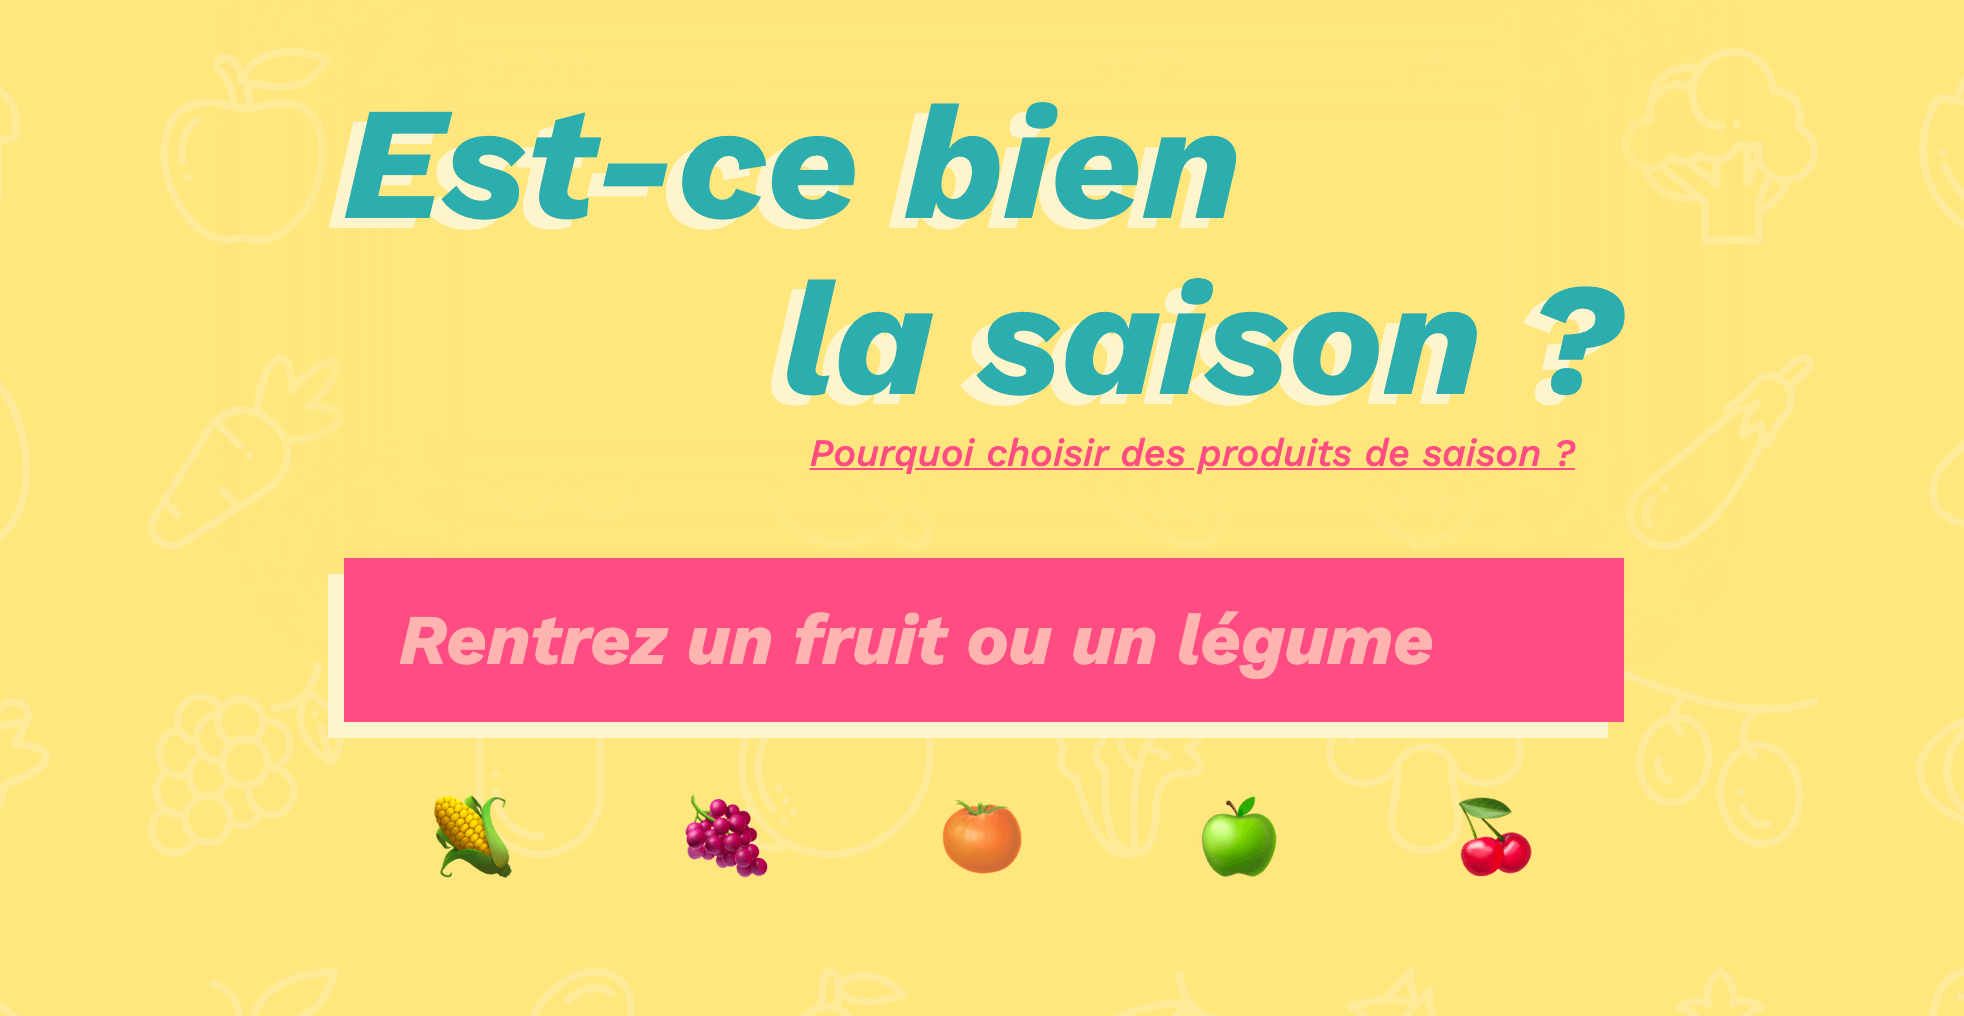 Est-ce bien
la saison ?
Pourquoi choisir des produits de saison ?
Rentrez un fruit ou un légume